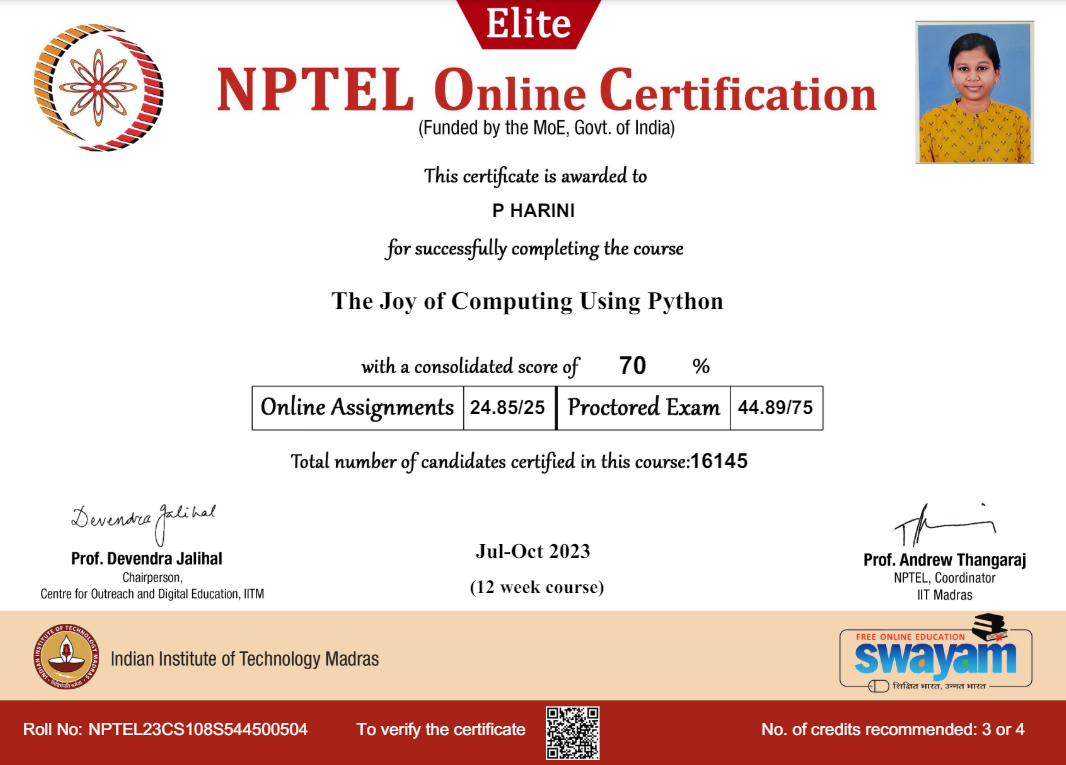 Elite
NPTEL Online Certification
(Funded by the MoE, Govt. of India)
This certificate is awarded to
P HARINI
for successfully completing the course
The Joy of Computing Using Python
with a consolidated score of 70 %
Online Assignments 24.85/25 Proctored Exam 44.89/75
Total number of candidates certified in this course:16145
Devendra Jalihal
Prof. Devendra Jalihal
Chairperson,
Centre for Outreach and Digital Education, IITM
Jul-Oct 2023
(12 week course)
Prof. Andrew Thangaraj
NPTEL, Coordinator
IIT Madras
INDIAN INSTITUTE OF TECHNOLOGY MADRAS
Indian Institute of Technology Madras
FREE ONLINE EDUCATION
swayam
शिक्षित भारत, उन्नत भारत
Roll No: NPTEL23CS108S544500504
To verify the certificate
No. of credits recommended: 3 or 4